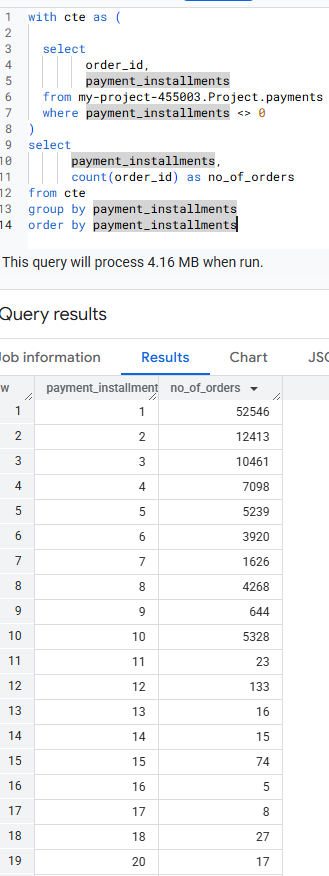 1 with cte as (
2
3 select
4 order_id,
5 payment_installments
6 from my-project-455003.Project.payments
7 where payment_installments <> 0
8 )
9 select
10 payment_installments,
11 count(order_id) as no_of_orders
12 from cte
13 group by payment_installments
14 order by payment_installments
This query will process 4.16 MB when run.
Query results
ob information Results Chart JSO
w payment_installment no_of_orders
1 1 52546
2 2 12413
3 3 10461
4 4 7098
5 5 5239
6 6 3920
7 7 1626
8 8 4268
9 9 644
10 10 5328
11 11 23
12 12 133
13 13 16
14 14 15
15 15 74
16 16 5
17 17 8
18 18 27
19 20 17